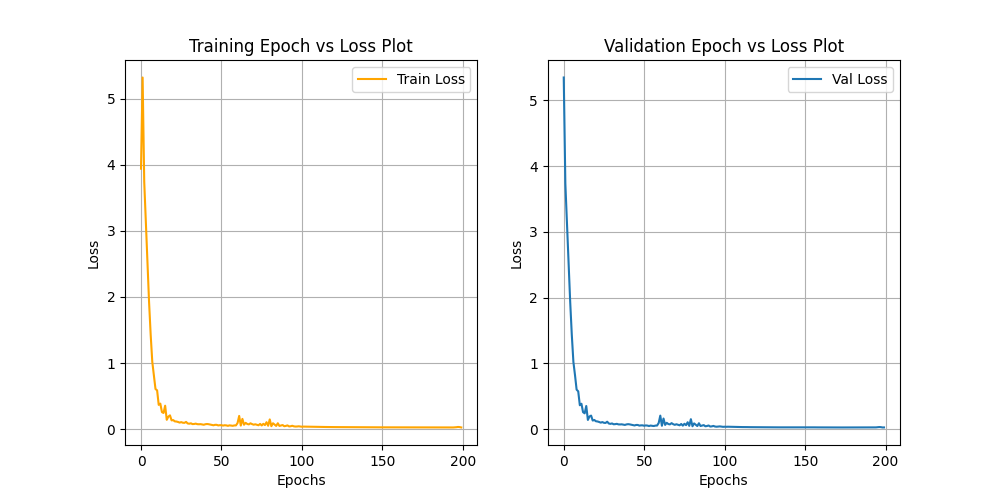 Training Epoch vs Loss Plot
Train Loss
5
4
3
2
1
0
Loss
0 50 100 150 200
Epochs
Validation Epoch vs Loss Plot
Val Loss
5
4
3
2
1
0
Loss
0 50 100 150 200
Epochs